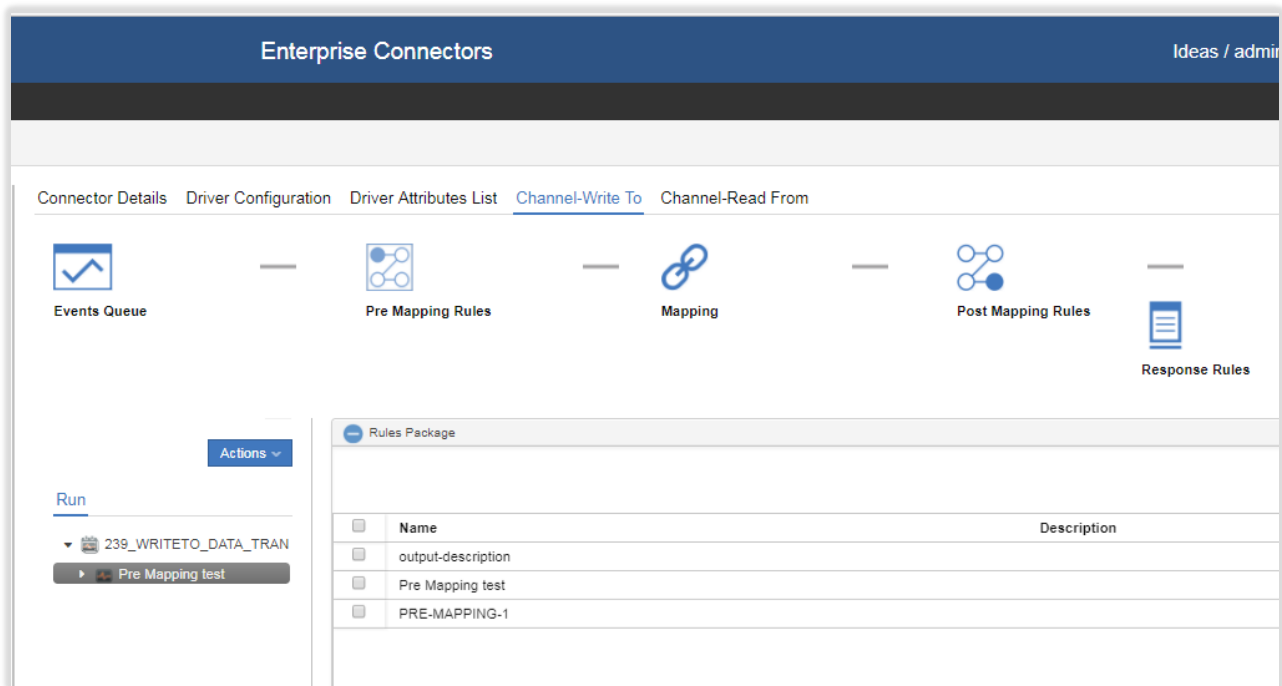 Enterprise Connectors
Ideas / admin
Connector Details Driver Configuration Driver Attributes List Channel-Write To Channel-Read From
Events Queue
Pre Mapping Rules
Mapping
Post Mapping Rules
Response Rules
Actions
Run
239_WRITETO_DATA_TRAN
Pre Mapping test
Rules Package
Name Description
output-description
Pre Mapping test
PRE-MAPPING-1